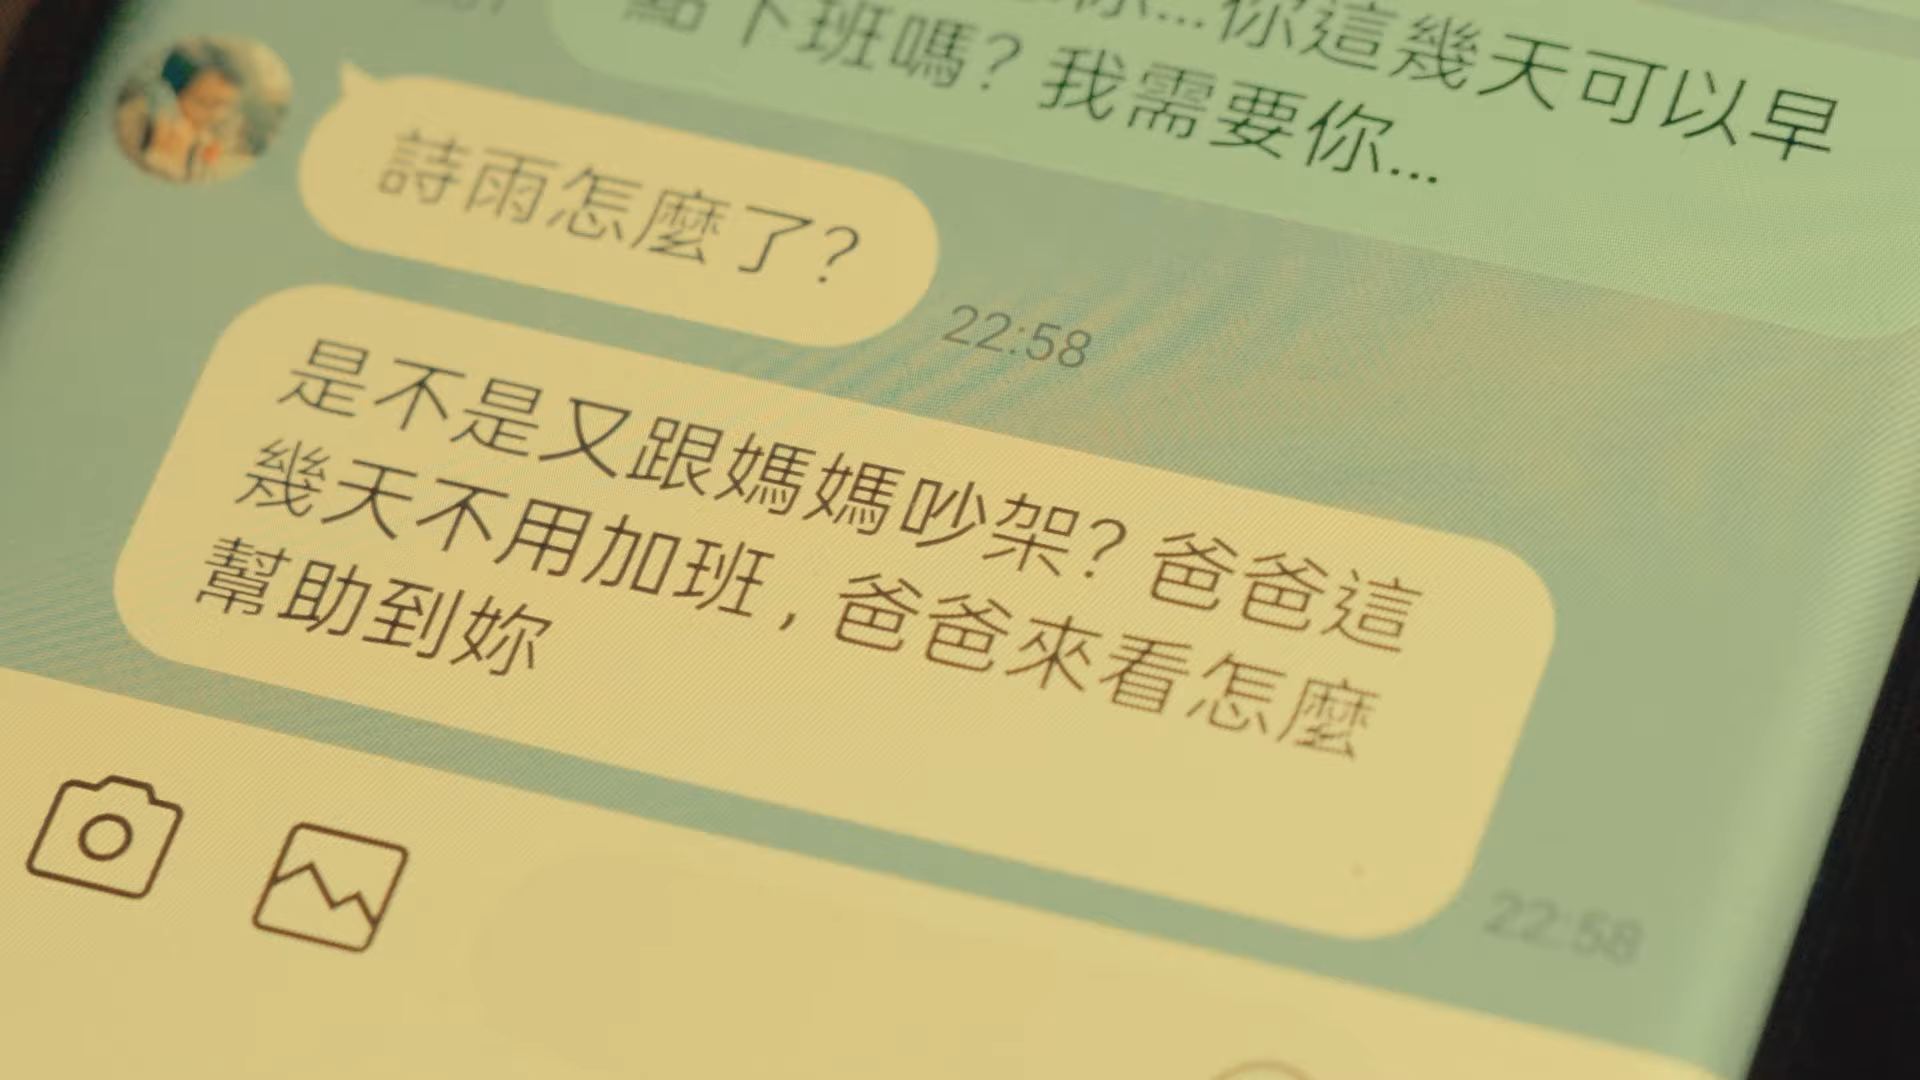 你...你這幾天可以早
點下班嗎? 我需要你...
詩雨怎麼了?
22:58
是不是又跟媽媽吵架? 爸爸這
幾天不用加班, 爸爸來看怎麼
幫助到妳
22:58